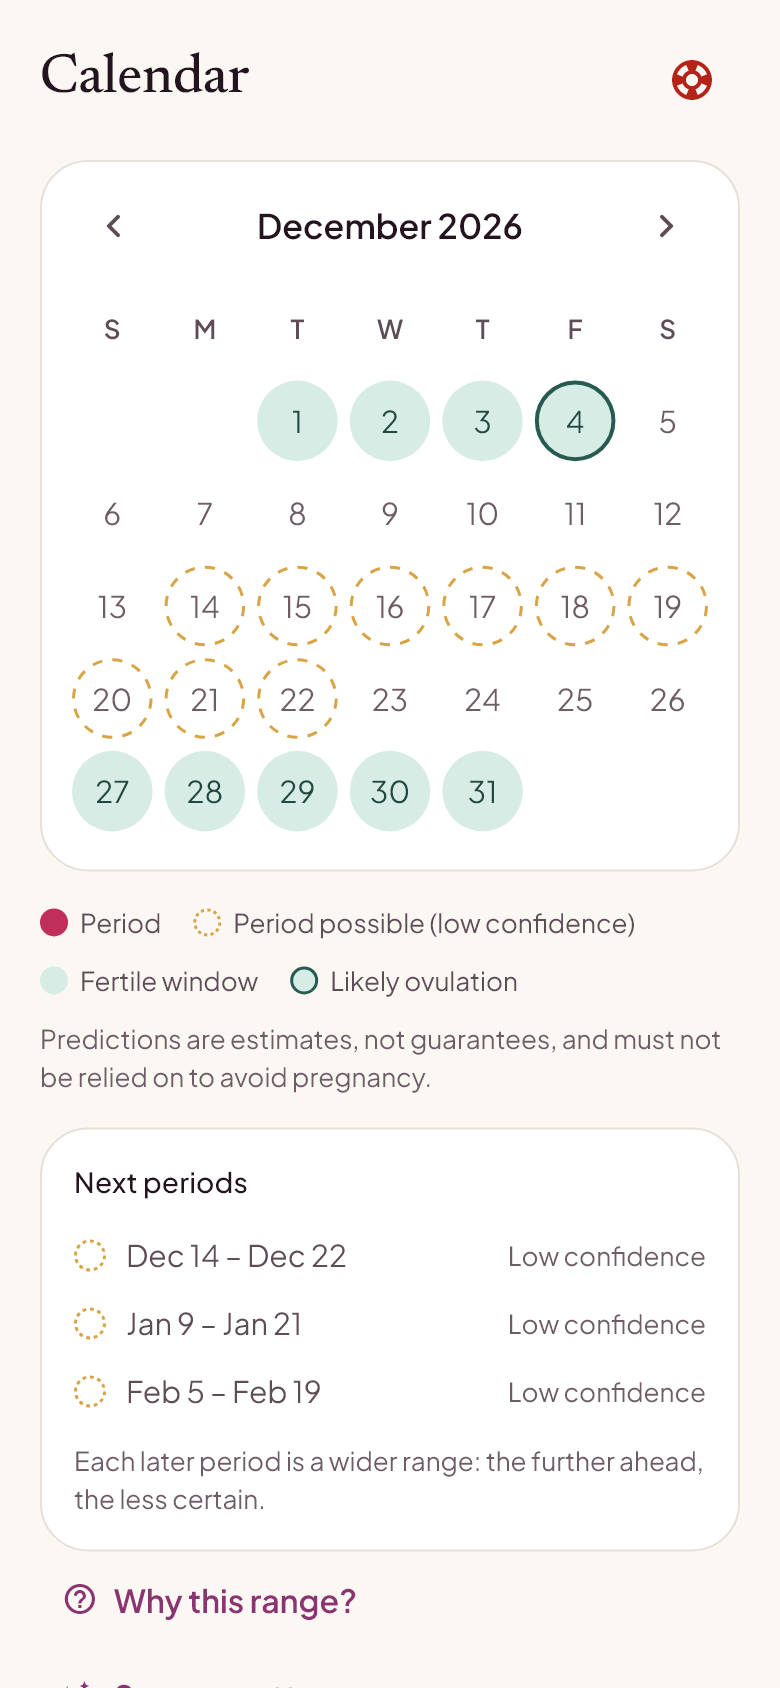 Calendar
December 2026
S M T W T F S
1 2 3 4 5
6 7 8 9 10 11 12
13 14 15 16 17 18 19
20 21 22 23 24 25 26
27 28 29 30 31
Period Period possible (low confidence)
Fertile window Likely ovulation
Predictions are estimates, not guarantees, and must not
be relied on to avoid pregnancy.
Next periods
Dec 14 – Dec 22 Low confidence
Jan 9 – Jan 21 Low confidence
Feb 5 – Feb 19 Low confidence
Each later period is a wider range: the further ahead,
the less certain.
Why this range?